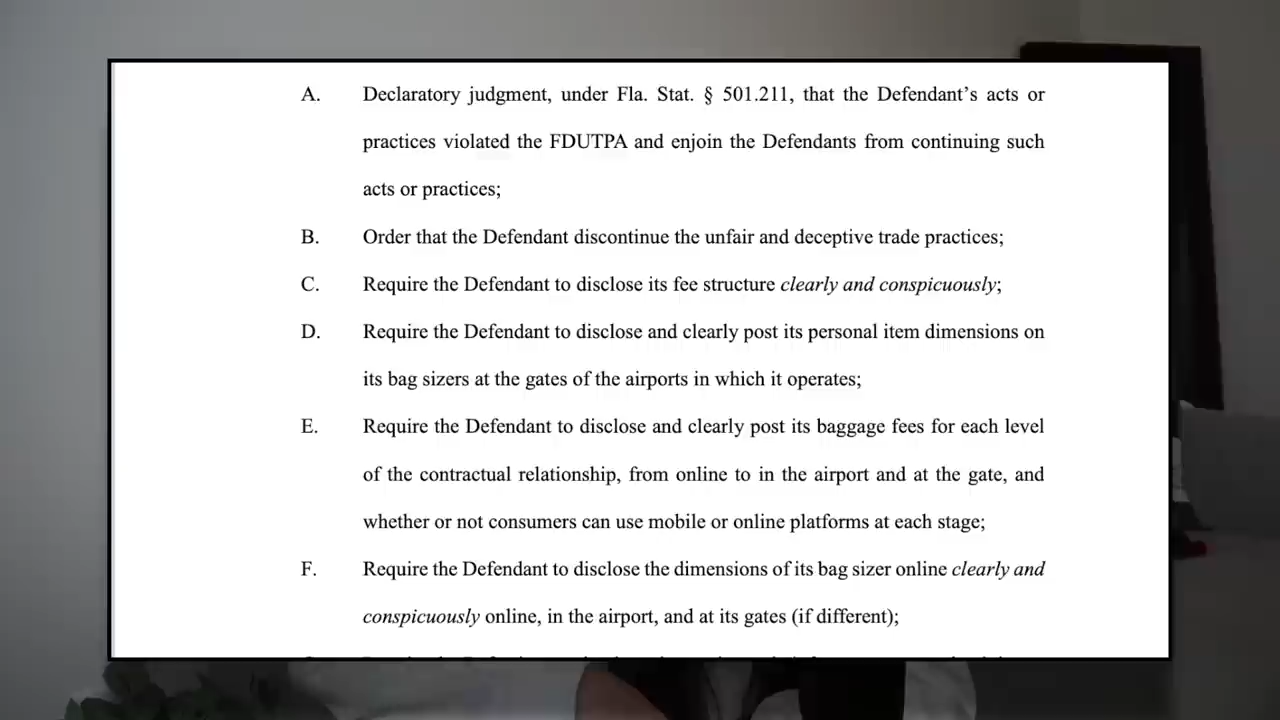 A. Declaratory judgment, under Fla. Stat. § 501.211, that the Defendant’s acts or
practices violated the FDUTPA and enjoin the Defendants from continuing such
acts or practices;
B. Order that the Defendant discontinue the unfair and deceptive trade practices;
C. Require the Defendant to disclose its fee structure clearly and conspicuously;
D. Require the Defendant to disclose and clearly post its personal item dimensions on
its bag sizers at the gates of the airports in which it operates;
E. Require the Defendant to disclose and clearly post its baggage fees for each level
of the contractual relationship, from online to in the airport and at the gate, and
whether or not consumers can use mobile or online platforms at each stage;
F. Require the Defendant to disclose the dimensions of its bag sizer online clearly and
conspicuously online, in the airport, and at its gates (if different);